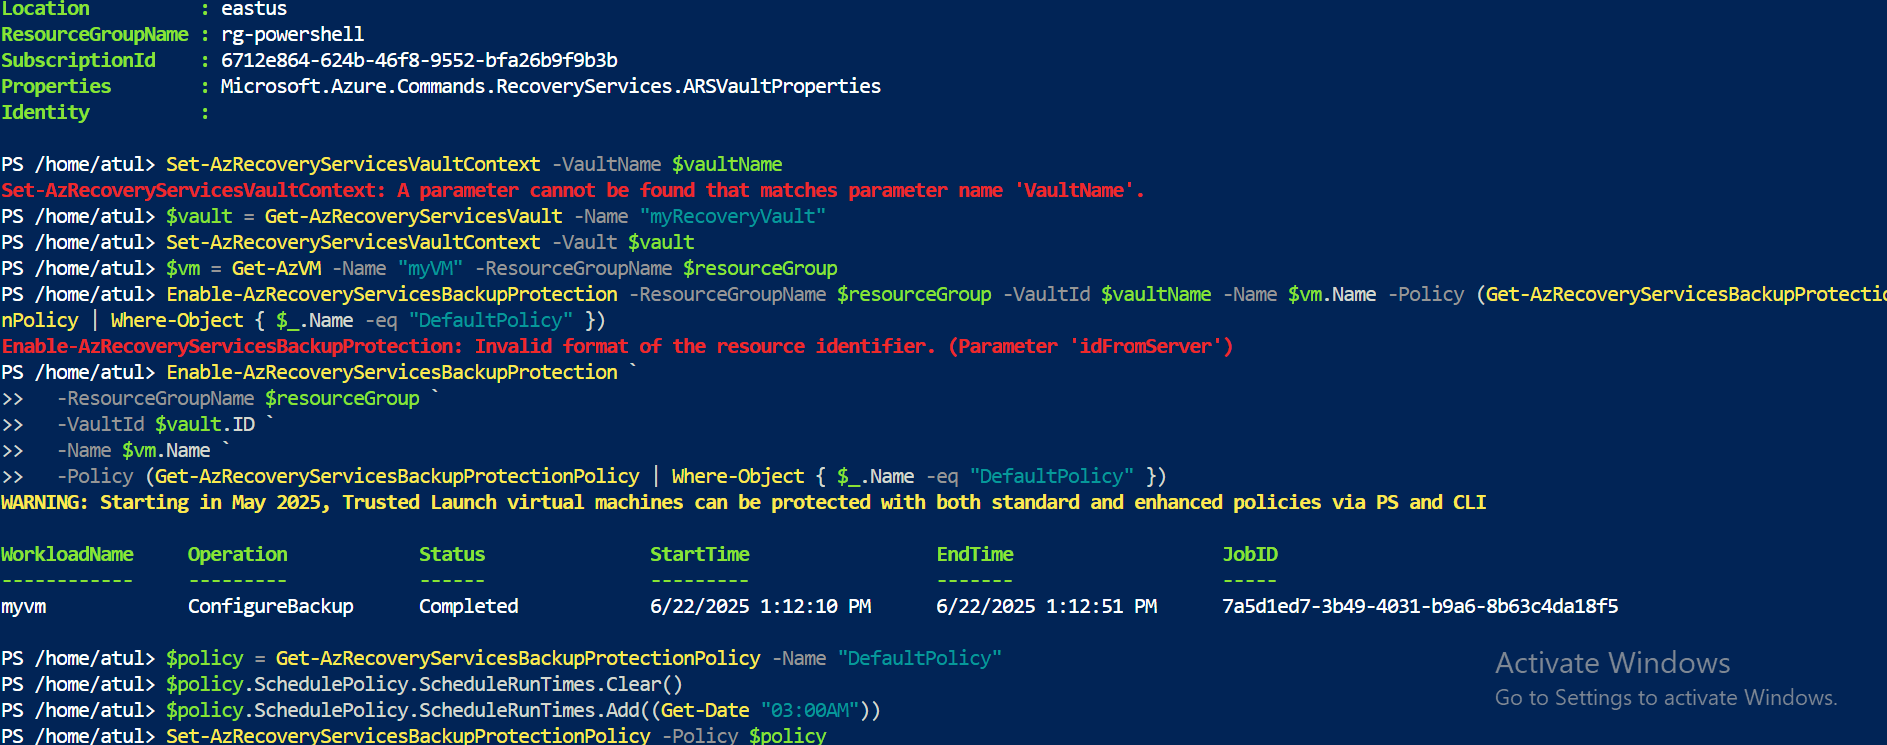 Location          : eastus
ResourceGroupName : rg-powershell
SubscriptionId    : 6712e864-624b-46f8-9552-bfa26b9f9b3b
Properties        : Microsoft.Azure.Commands.RecoveryServices.ARSVaultProperties
Identity          :
PS /home/atul> Set-AzRecoveryServicesVaultContext -VaultName $vaultName
Set-AzRecoveryServicesVaultContext: A parameter cannot be found that matches parameter name 'VaultName'.
PS /home/atul> $vault = Get-AzRecoveryServicesVault -Name "myRecoveryVault"
PS /home/atul> Set-AzRecoveryServicesVaultContext -Vault $vault
PS /home/atul> $vm = Get-AzVM -Name "myVM" -ResourceGroupName $resourceGroup
PS /home/atul> Enable-AzRecoveryServicesBackupProtection -ResourceGroupName $resourceGroup -VaultId $vaultName -Name $vm.Name -Policy (Get-AzRecoveryServicesBackupProtectio
nPolicy | Where-Object { $_.Name -eq "DefaultPolicy" })
Enable-AzRecoveryServicesBackupProtection: Invalid format of the resource identifier. (Parameter 'idFromServer')
PS /home/atul> Enable-AzRecoveryServicesBackupProtection `
>>   -ResourceGroupName $resourceGroup `
>>   -VaultId $vault.ID `
>>   -Name $vm.Name `
>>   -Policy (Get-AzRecoveryServicesBackupProtectionPolicy | Where-Object { $_.Name -eq "DefaultPolicy" })
WARNING: Starting in May 2025, Trusted Launch virtual machines can be protected with both standard and enhanced policies via PS and CLI
WorkloadName     Operation            Status               StartTime                 EndTime                   JobID
------------     ---------            ------               ---------                 -------                   -----
myvm             ConfigureBackup      Completed            6/22/2025 1:12:10 PM      6/22/2025 1:12:51 PM      7a5d1ed7-3b49-4031-b9a6-8b63c4da18f5
PS /home/atul> $policy = Get-AzRecoveryServicesBackupProtectionPolicy -Name "DefaultPolicy"
PS /home/atul> $policy.SchedulePolicy.ScheduleRunTimes.Clear()
PS /home/atul> $policy.SchedulePolicy.ScheduleRunTimes.Add((Get-Date "03:00AM"))
PS /home/atul> Set-AzRecoveryServicesBackupProtectionPolicy -Policy $policy
Activate Windows
Go to Settings to activate Windows.